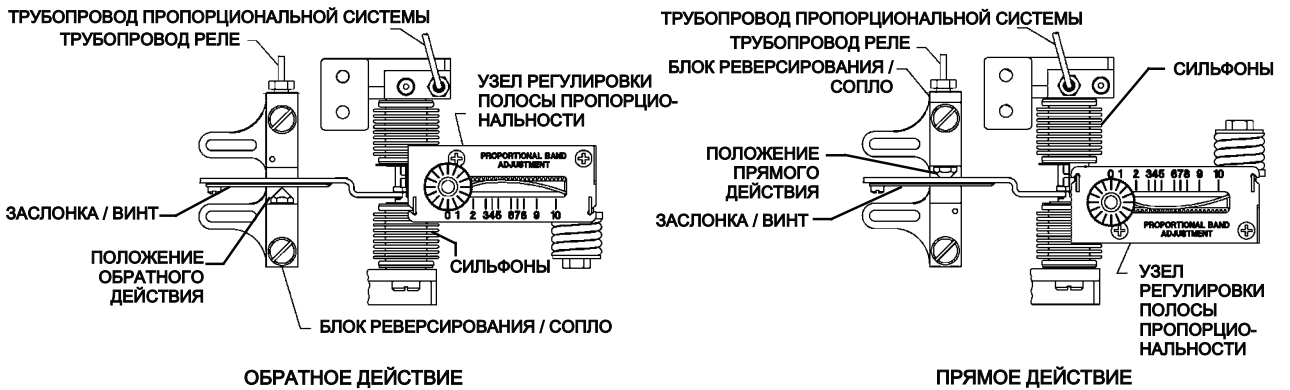 ТРУБОПРОВОД ПРОПОРЦИОНАЛЬНОЙ СИСТЕМЫ
ТРУБОПРОВОД РЕЛЕ
УЗЕЛ РЕГУЛИРОВКИ
ПОЛОСЫ ПРОПОРЦИО-
НАЛЬНОСТИ
PROPORTIONAL BAND
ADJUSTMENT
0 1 2 345 678 9 10
ЗАСЛОНКА / ВИНТ
ПОЛОЖЕНИЕ
ОБРАТНОГО
ДЕЙСТВИЯ
СИЛЬФОНЫ
БЛОК РЕВЕРСИРОВАНИЯ / СОПЛО
ОБРАТНОЕ ДЕЙСТВИЕ
ТРУБОПРОВОД ПРОПОРЦИОНАЛЬНОЙ СИСТЕМЫ
ТРУБОПРОВОД РЕЛЕ
БЛОК РЕВЕРСИРОВАНИЯ /
СОПЛО
СИЛЬФОНЫ
ПОЛОЖЕНИЕ
ПРЯМОГО
ДЕЙСТВИЯ
ЗАСЛОНКА / ВИНТ
0 1 2 345 678 9 10
PROPORTIONAL BAND
ADJUSTMENT
УЗЕЛ
РЕГУЛИРОВКИ
ПОЛОСЫ
ПРОПОРЦИО-
НАЛЬНОСТИ
ПРЯМОЕ ДЕЙСТВИЕ